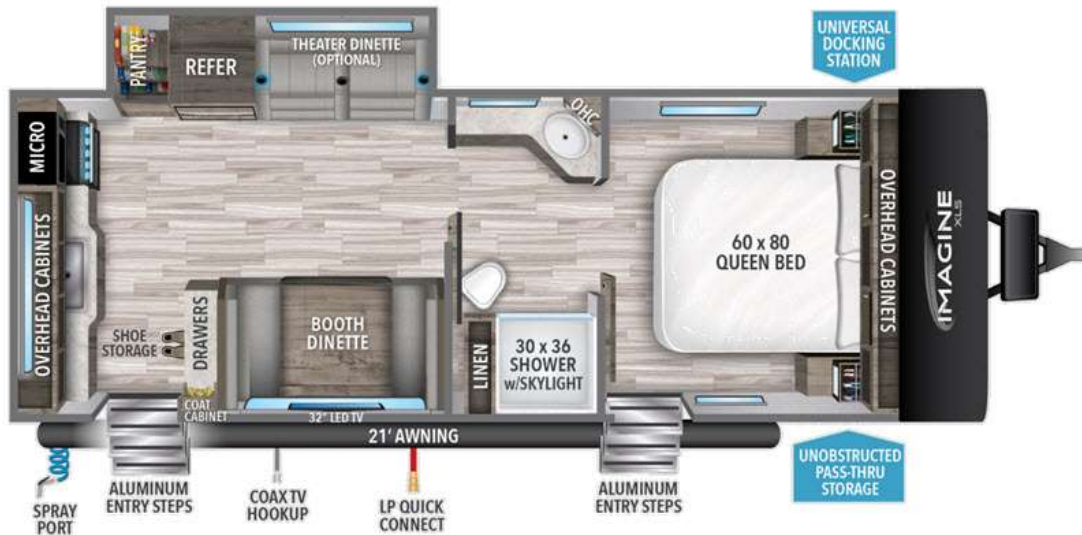 UNIVERSAL
DOCKING
STATION
PANTRY
REFER
THEATER DINETTE
(OPTIONAL)
MICRO
OHC
OVERHEAD CABINETS
60 x 80
QUEEN BED
OVERHEAD CABINETS
IMAGINE
XLS
SHOE
STORAGE
DRAWERS
BOOTH
DINETTE
LINEN
30 x 36
SHOWER
w/SKYLIGHT
COAT
CABINET
32" LED TV
21' AWNING
SPRAY
PORT
ALUMINUM
ENTRY STEPS
COAX TV
HOOKUP
LP QUICK
CONNECT
ALUMINUM
ENTRY STEPS
UNOBSTRUCTED
PASS-THRU
STORAGE